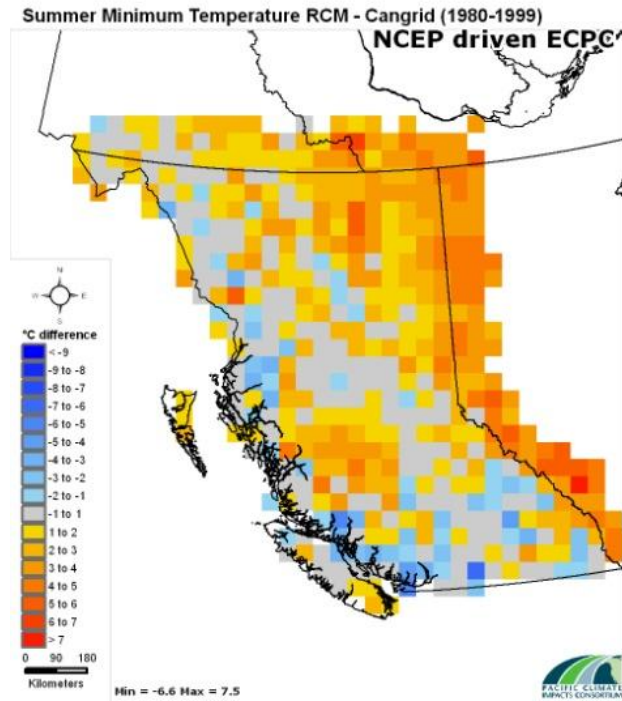 Summer Minimum Temperature RCM - Cangrid (1980-1999)
NCEP driven ECPC
N
W E
S
°C difference
< -9
-9 to -8
-8 to -7
-7 to -6
-6 to -5
-5 to -4
-4 to -3
-3 to -2
-2 to -1
-1 to 1
1 to 2
2 to 3
3 to 4
4 to 5
5 to 6
6 to 7
> 7
0 90 180
Kilometers
Min = -6.6 Max = 7.5
PACIFIC CLIMATE
IMPACTS CONSORTIUM